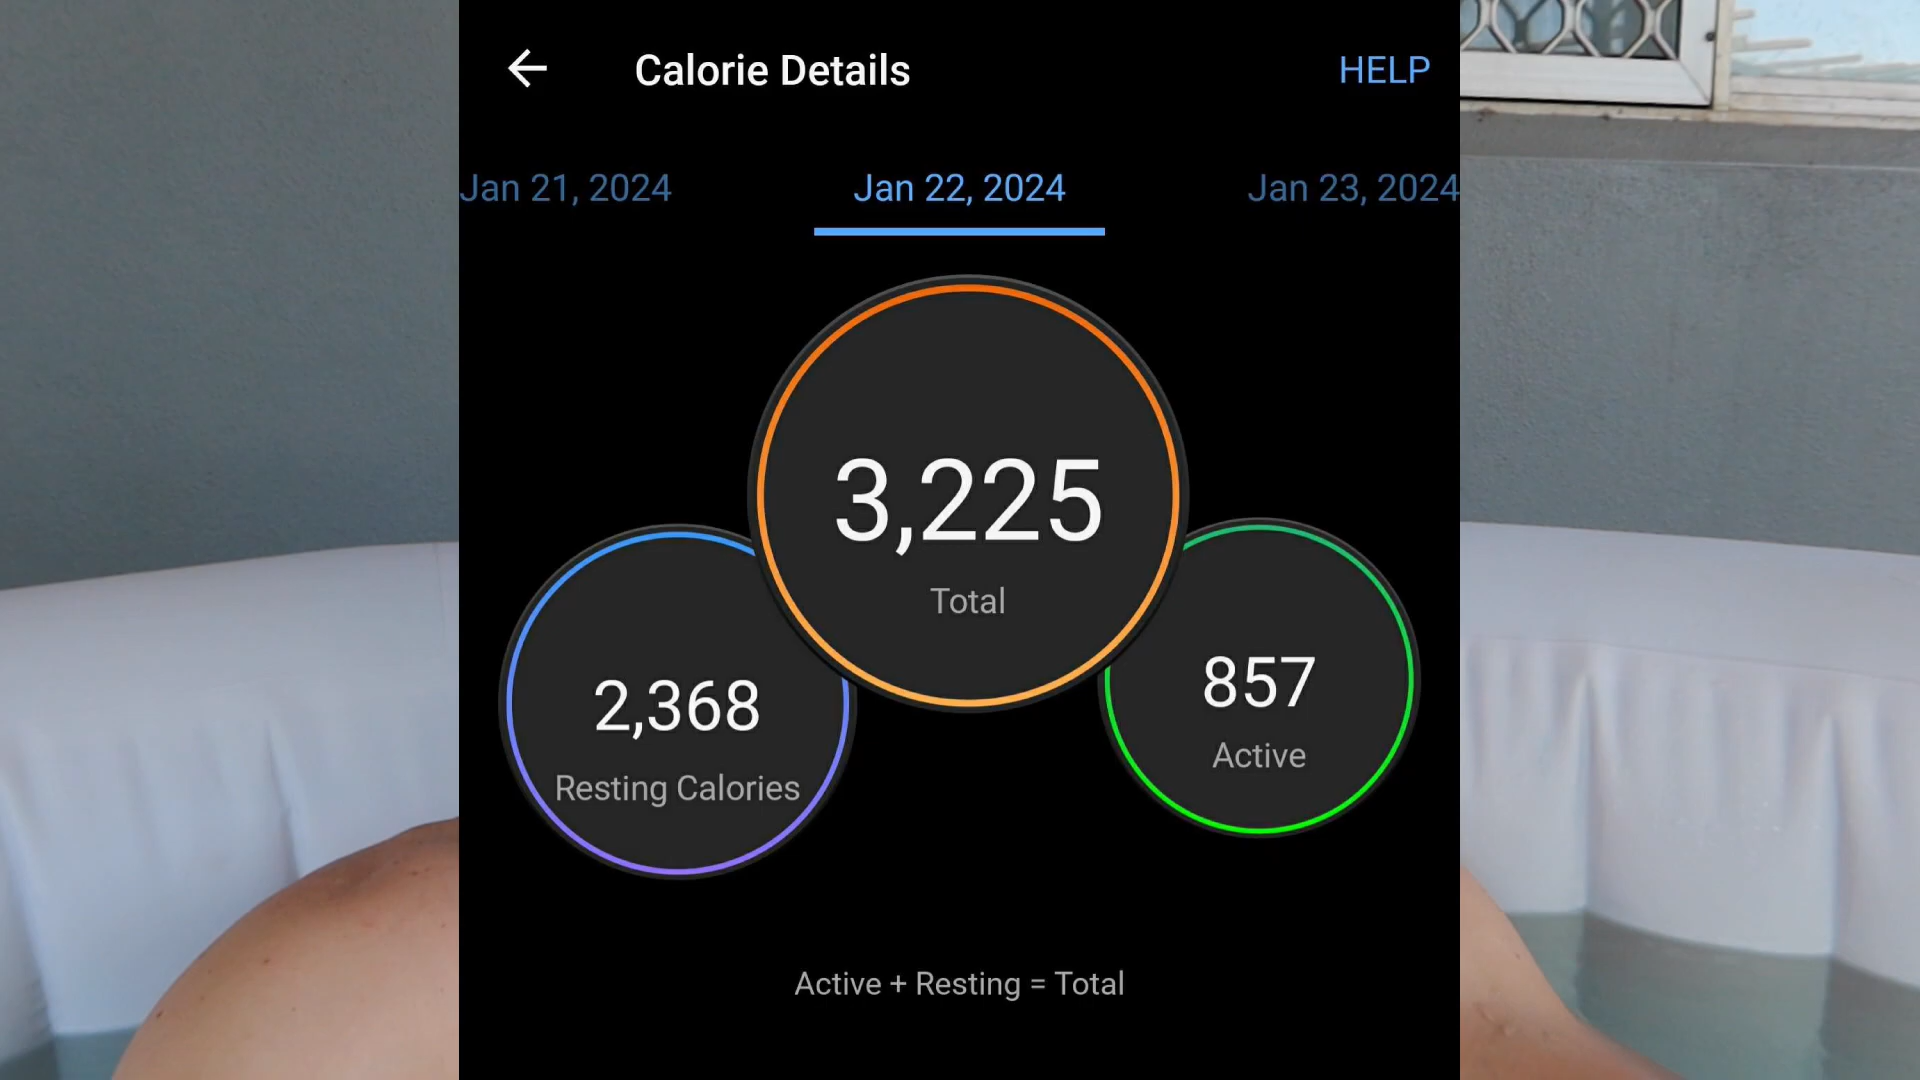 Calorie Details
HELP
Jan 21, 2024
Jan 22, 2024
Jan 23, 2024
3,225
Total
2,368
Resting Calories
857
Active
Active + Resting = Total